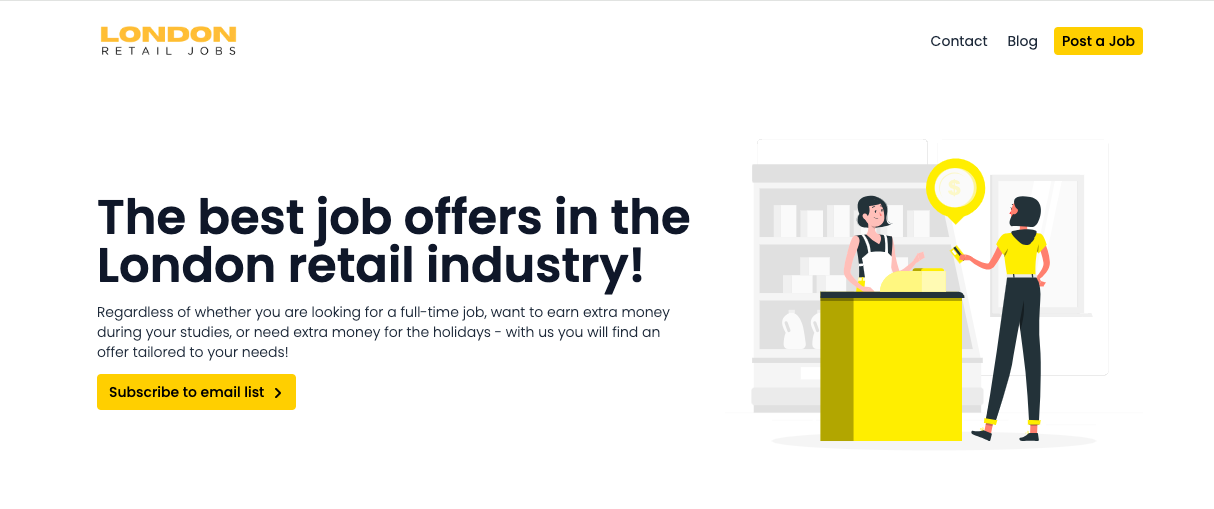 LONDON
RETAIL JOBS
Contact
Blog
Post a Job
The best job offers in the
London retail industry!
Regardless of whether you are looking for a full-time job, want to earn extra money
during your studies, or need extra money for the holidays - with us you will find an
offer tailored to your needs!
Subscribe to email list
$